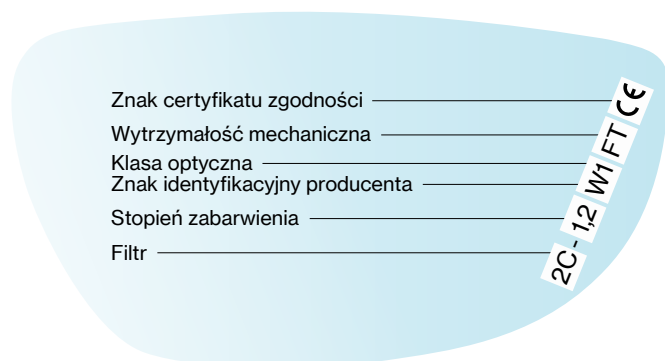 Znak certyfikatu zgodności
Wytrzymałość mechaniczna
Klasa optyczna
Znak identyfikacyjny producenta
Stopień zabarwienia
Filtr
2C - 1,2 W1 FT CE